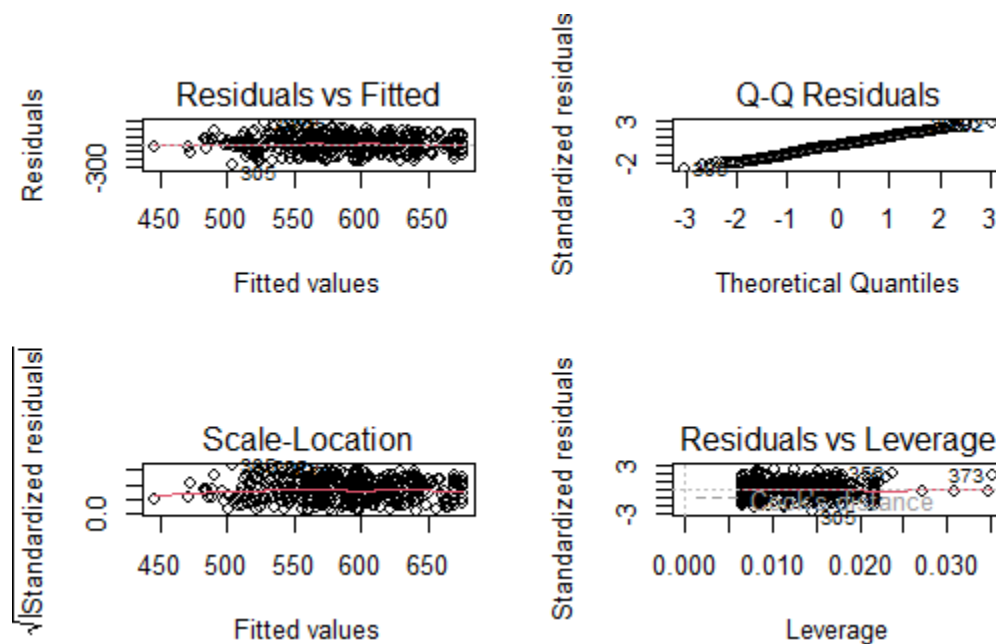 Residuals vs Fitted
Residuals
-300
305
450 500 550 600 650
Fitted values
Q-Q Residuals
Standardized residuals
3
-2
-3 -2 -1 0 1 2 3
Theoretical Quantiles
Scale-Location
√|Standardized residuals|
0.0
450 500 550 600 650
Fitted values
Residuals vs Leverage
Standardized residuals
3
-3
373
Cook's distance
305
0.000 0.010 0.020 0.030
Leverage